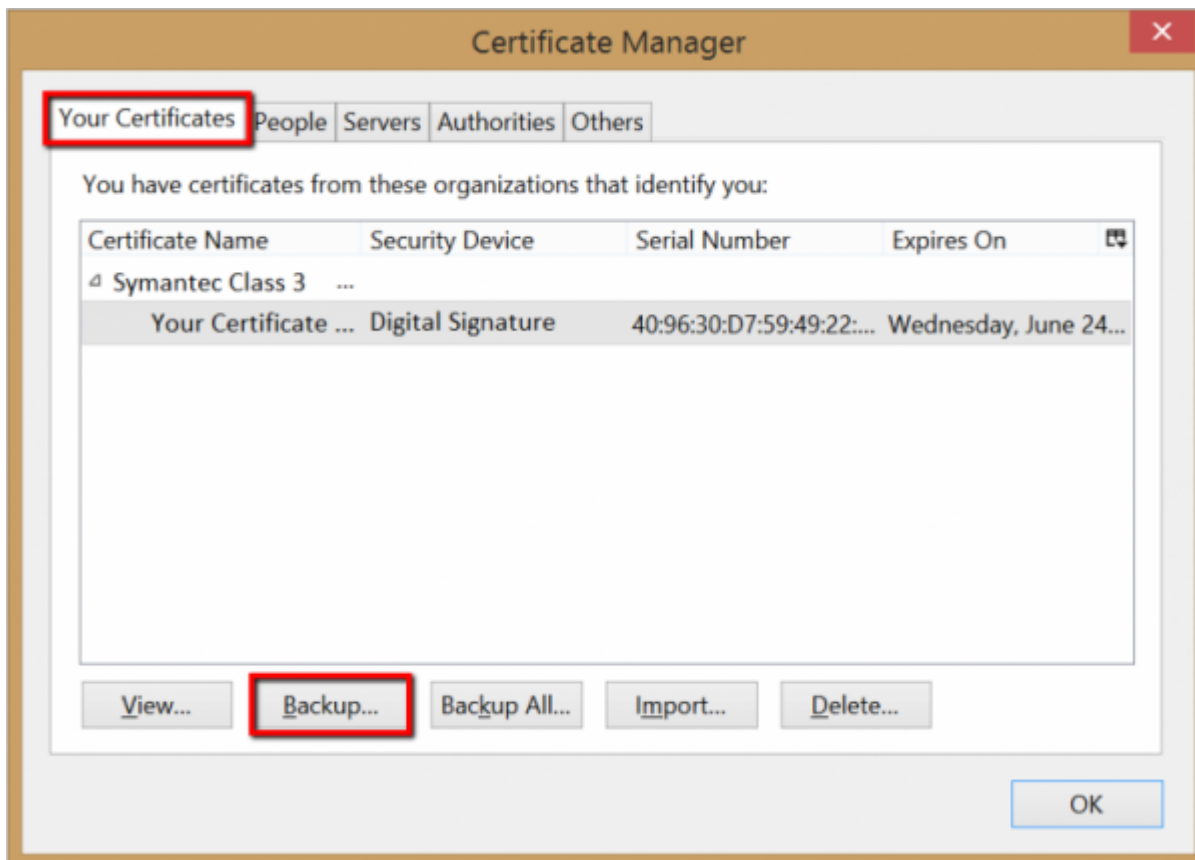 Certificate Manager
Your Certificates People Servers Authorities Others
You have certificates from these organizations that identify you:
Certificate Name Security Device Serial Number Expires On
Symantec Class 3 ...
Your Certificate ... Digital Signature 40:96:30:D7:59:49:22:... Wednesday, June 24...
View... Backup... Backup All... Import... Delete...
OK